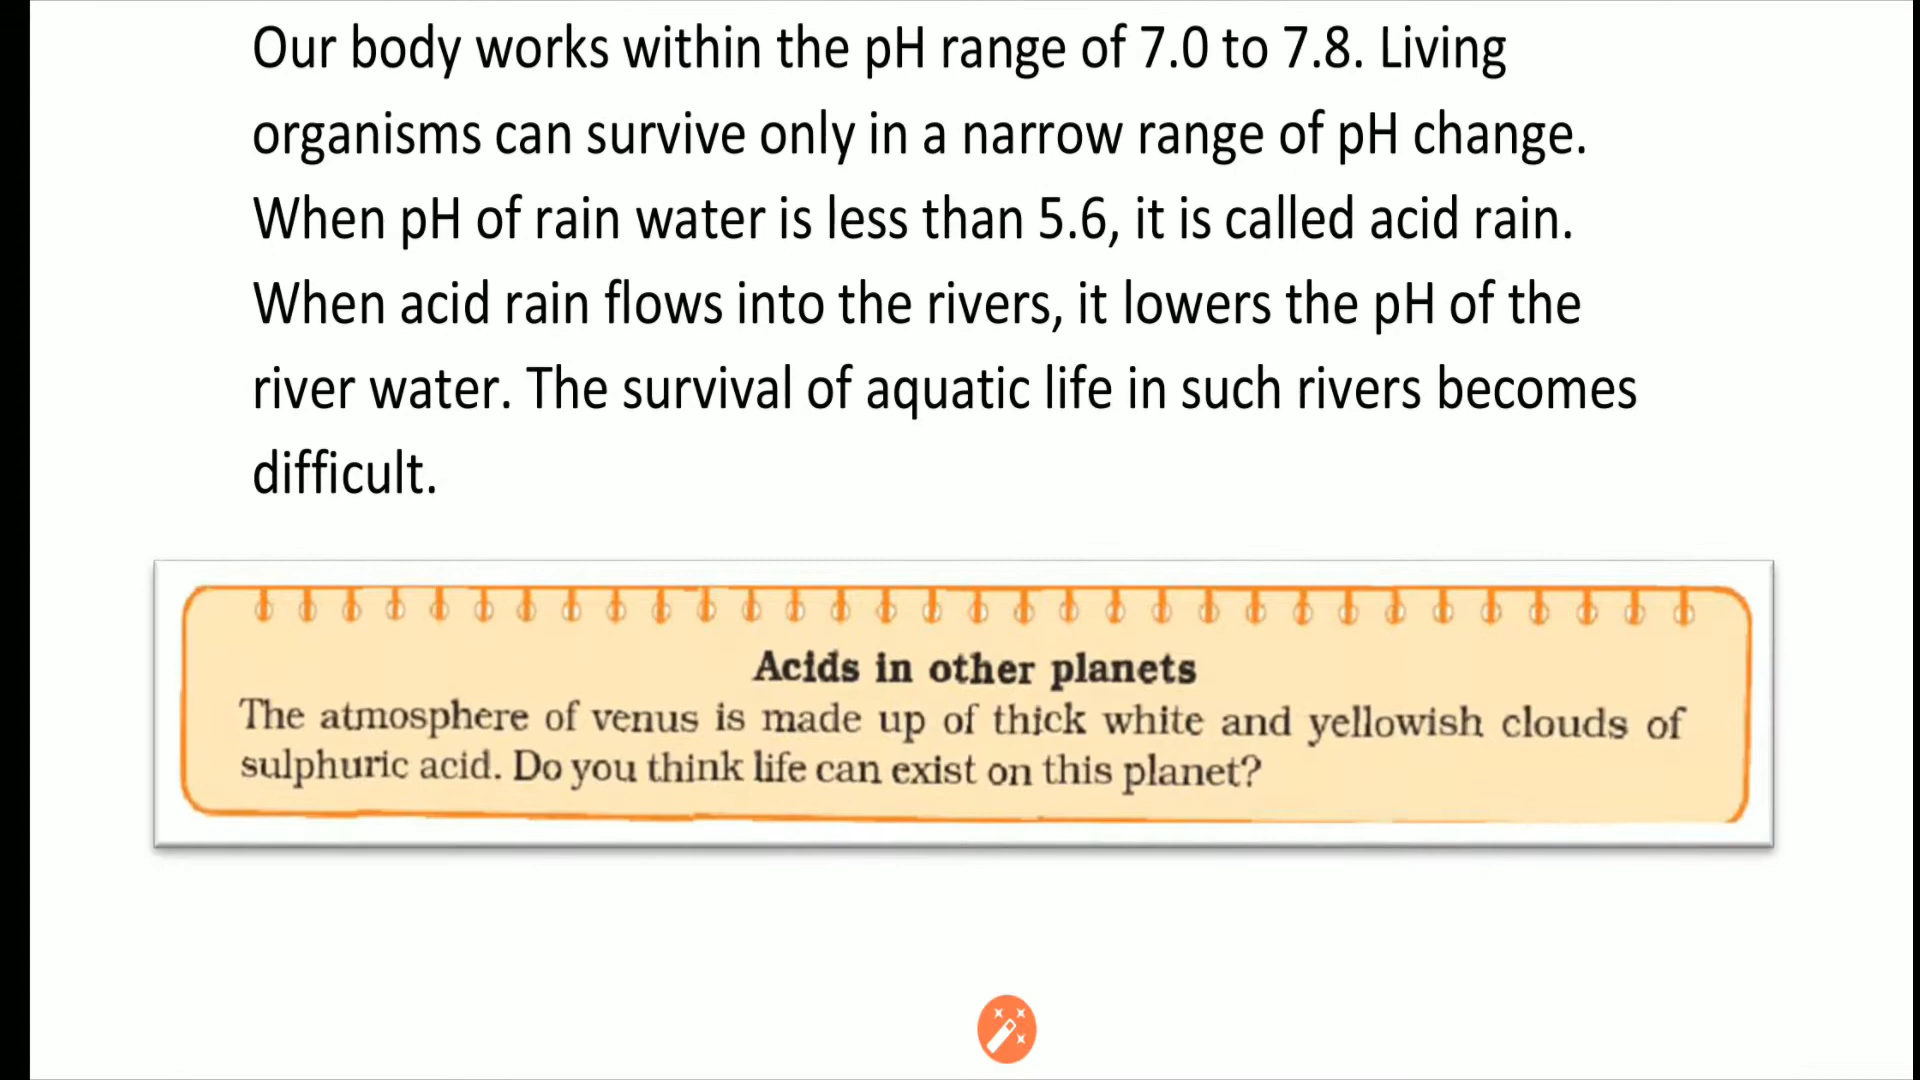 Our body works within the pH range of 7.0 to 7.8. Living
organisms can survive only in a narrow range of pH change.
When pH of rain water is less than 5.6, it is called acid rain.
When acid rain flows into the rivers, it lowers the pH of the
river water. The survival of aquatic life in such rivers becomes
difficult.
Acids in other planets
The atmosphere of venus is made up of thick white and yellowish clouds of
sulphuric acid. Do you think life can exist on this planet?